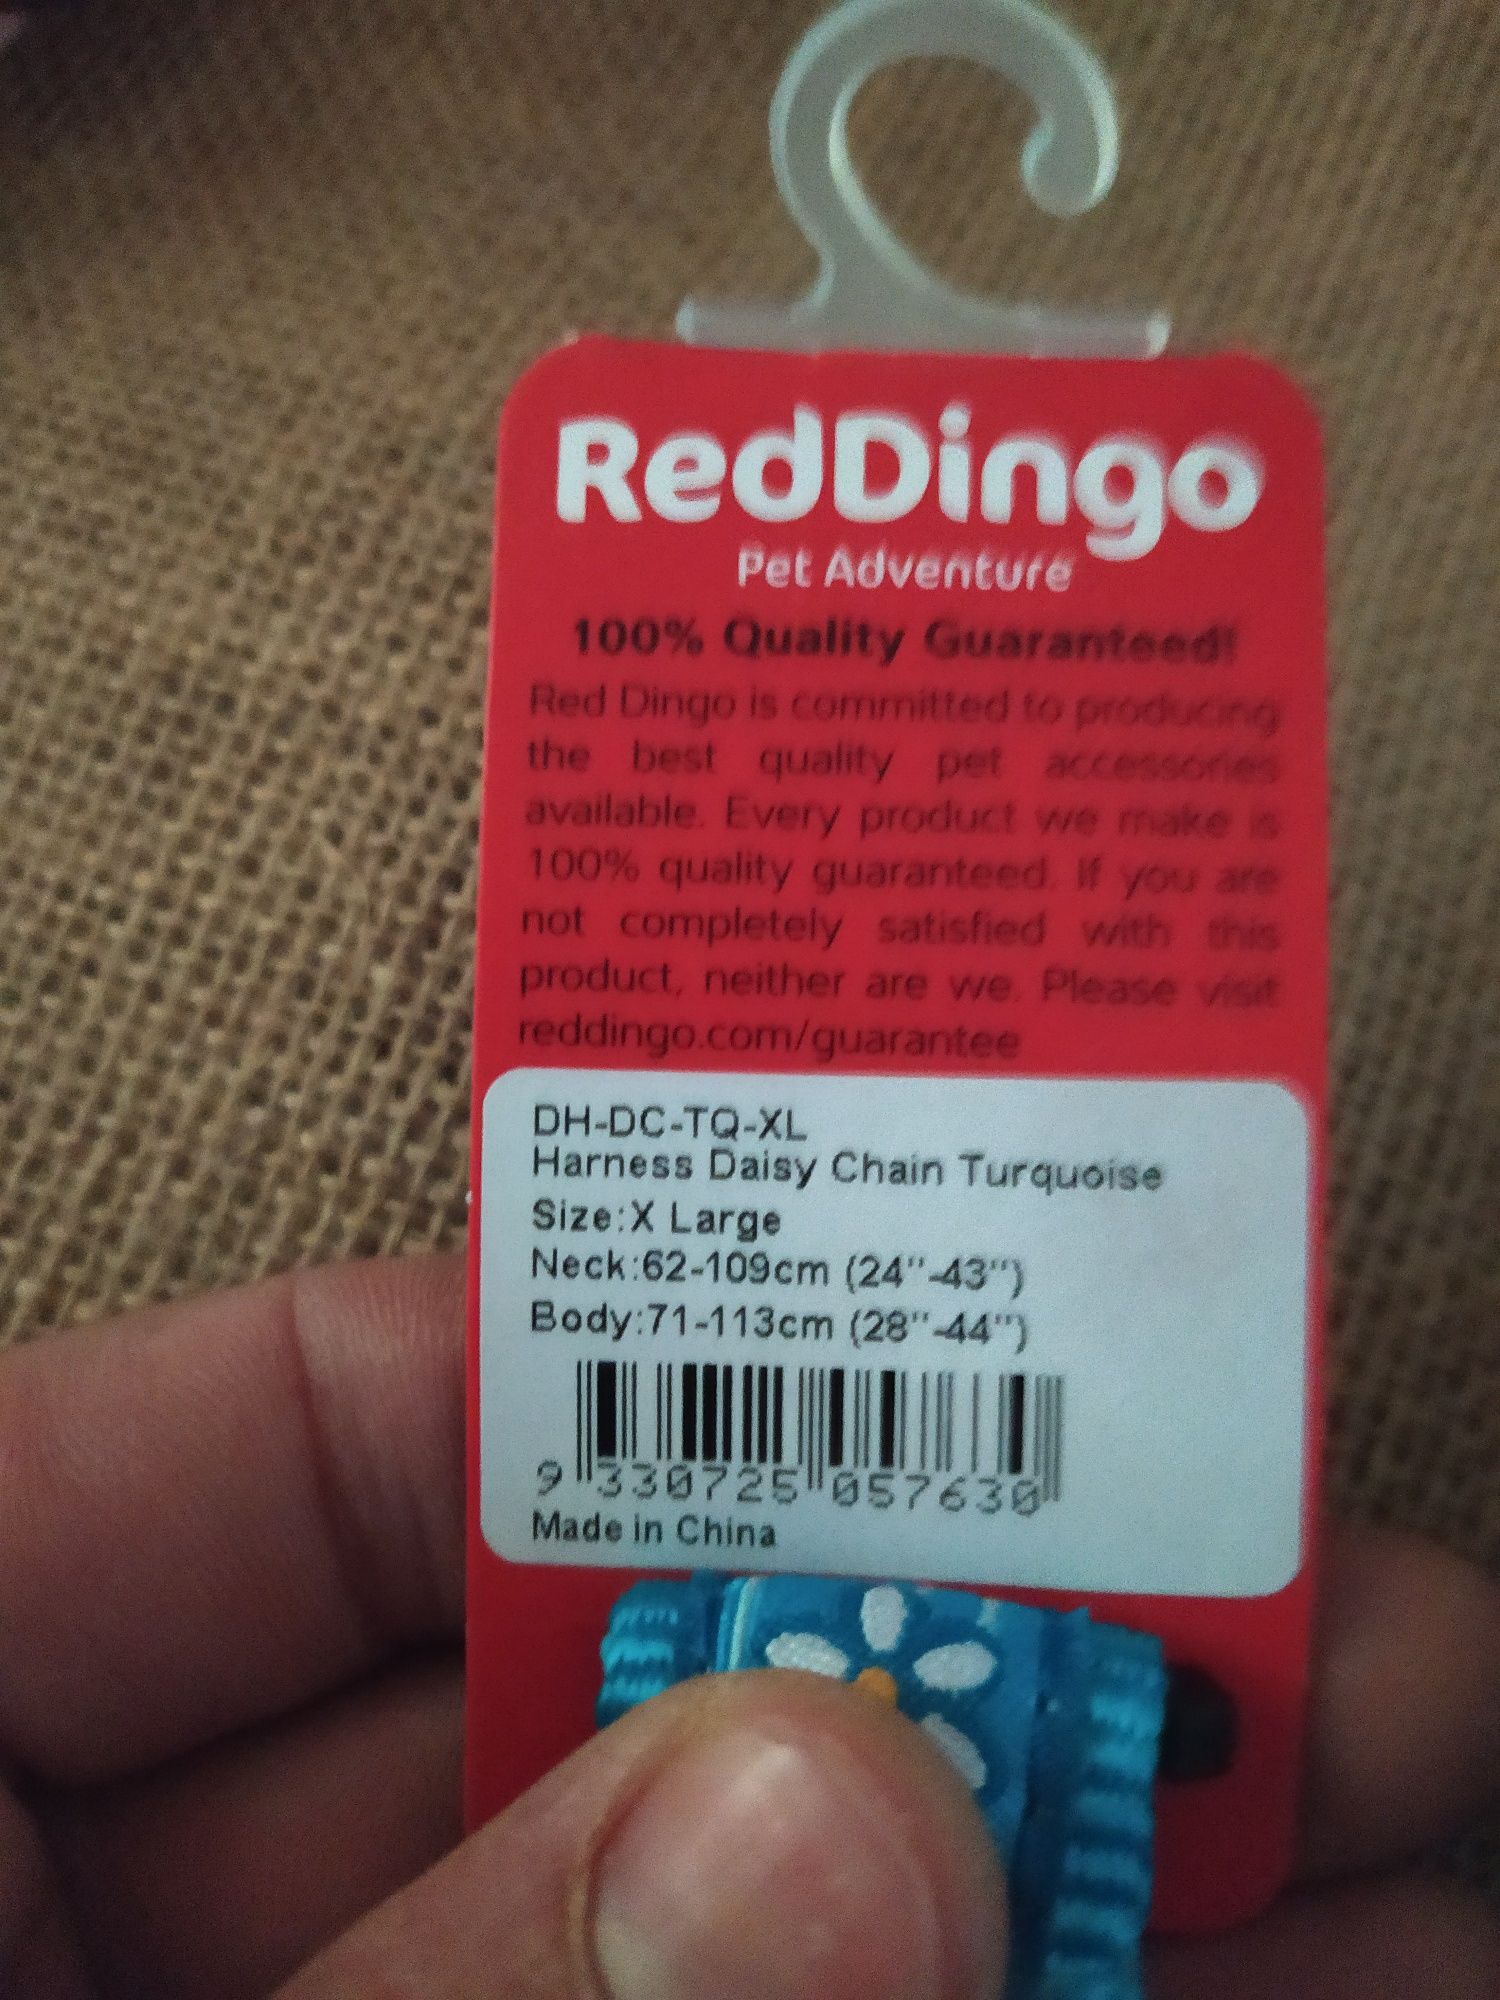 RedDingo
Pet Adventure
100% Quality Guaranteed!
Red Dingo is committed to producing
the best quality pet accessories
available. Every product we make is
100% quality guaranteed. If you are
not completely satisfied with this
product, neither are we. Please visit
reddingo.com/guarantee
DH-DC-TQ-XL
Harness Daisy Chain Turquoise
Size:X Large
Neck:62-109cm (24"-43")
Body:71-113cm (28"-44")
9 330725 057630
Made in China